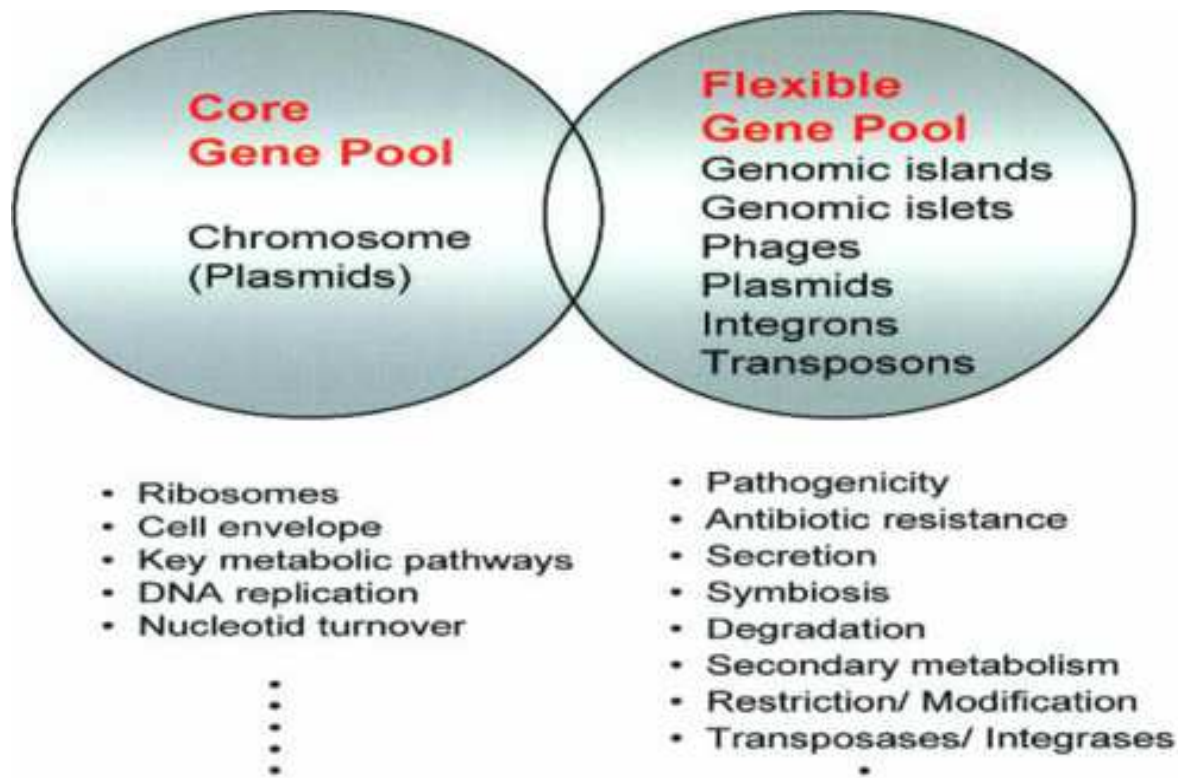 Core
Gene Pool
Chromosome
(Plasmids)
Flexible
Gene Pool
Genomic islands
Genomic islets
Phages
Plasmids
Integrons
Transposons
• Ribosomes
• Cell envelope
• Key metabolic pathways
• DNA replication
• Nucleotid turnover
• Pathogenicity
• Antibiotic resistance
• Secretion
• Symbiosis
• Degradation
• Secondary metabolism
• Restriction/ Modification
• Transposases/ Integrases